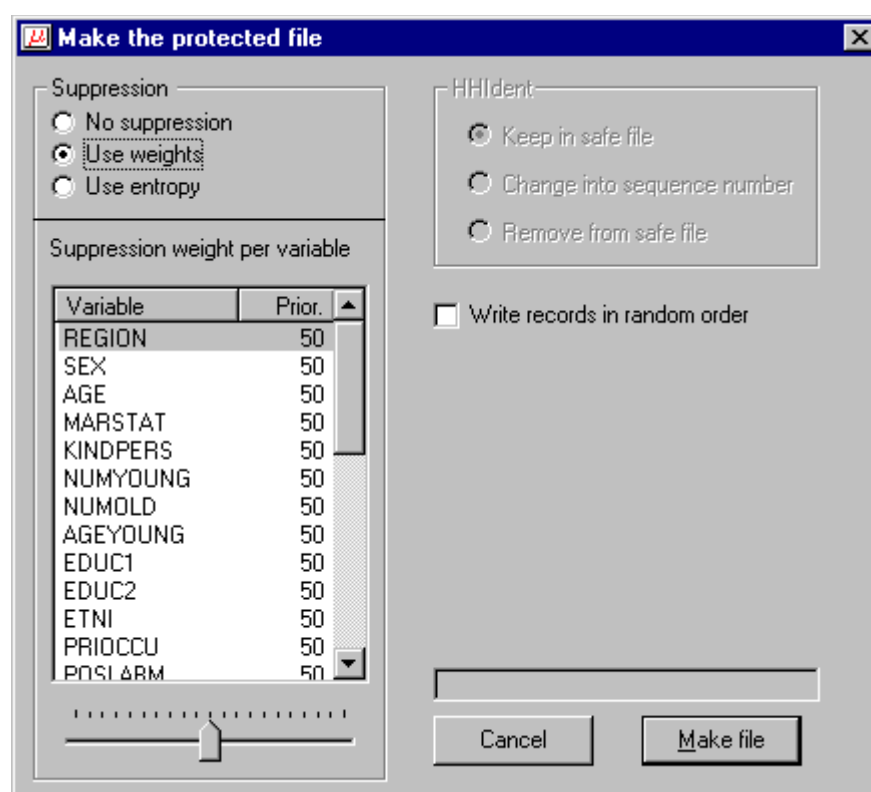 µ Make the protected file
Suppression
No suppression
Use weights
Use entropy
Suppression weight per variable
Variable Prior.
REGION 50
SEX 50
AGE 50
MARSTAT 50
KINDPERS 50
NUMYOUNG 50
NUMOLD 50
AGEYOUNG 50
EDUC1 50
EDUC2 50
ETNI 50
PRIOCCU 50
POSLABM 50
HHIdent
Keep in safe file
Change into sequence number
Remove from safe file
Write records in random order
Cancel
Make file